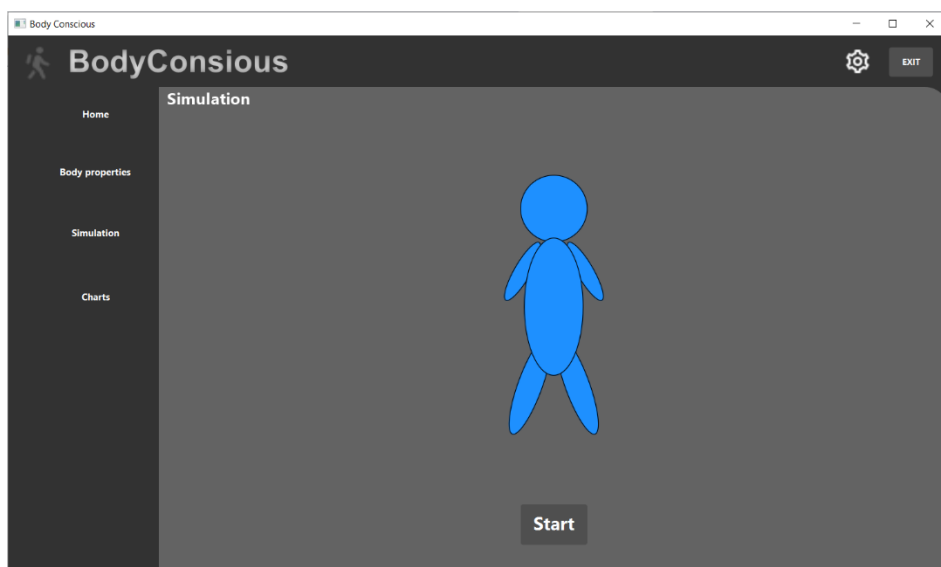 Body Conscious
BodyConsious
EXIT
Simulation
Home
Body properties
Simulation
Charts
Start